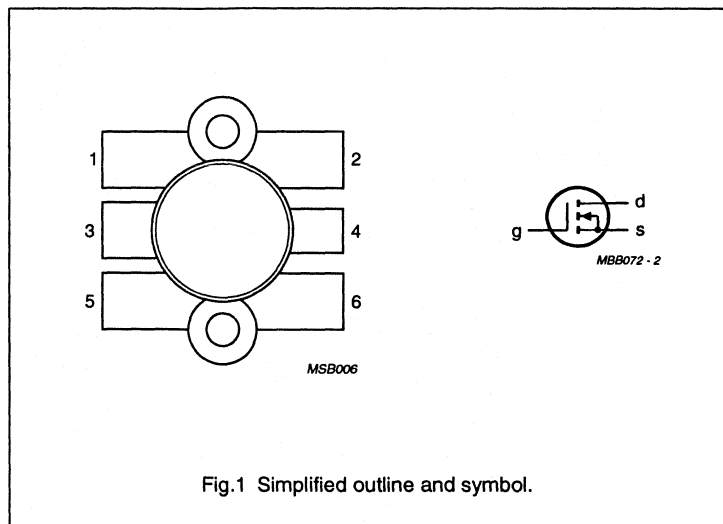 1
2
3
4
5
6
MSB006
g
d
s
MBB072 - 2
Fig.1 Simplified outline and symbol.